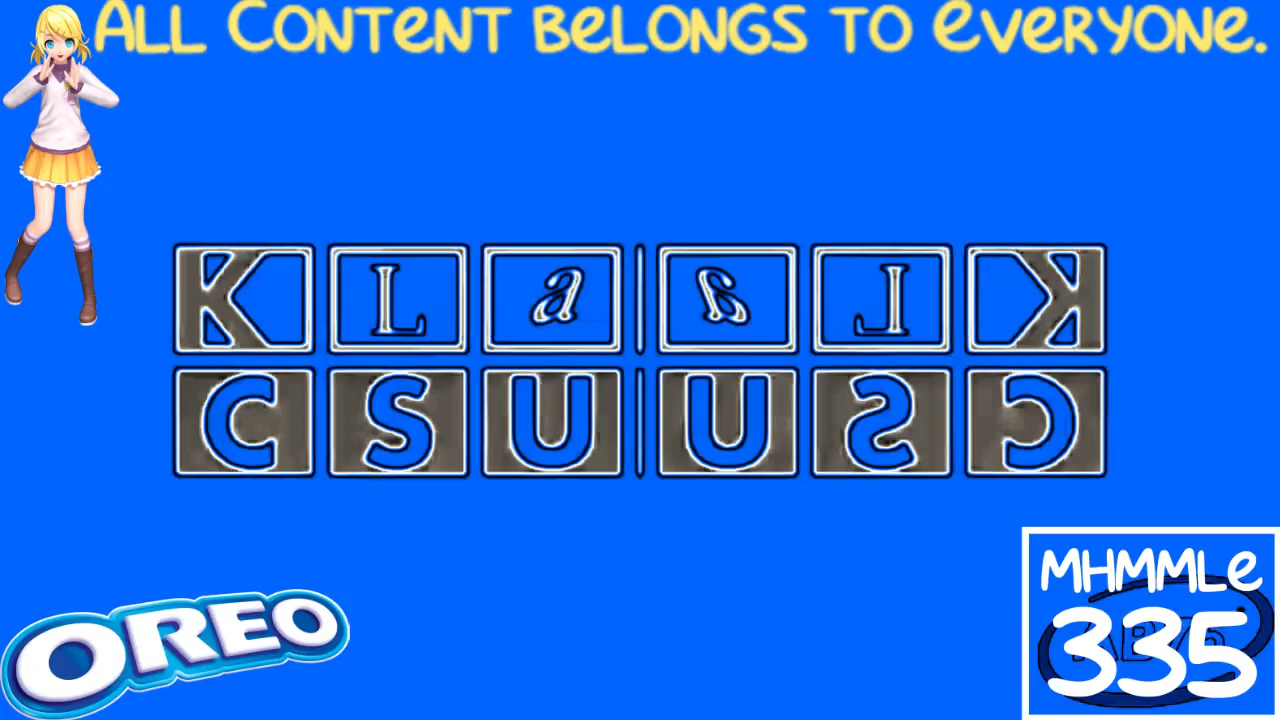 ALL CONTENT BELONGS TO EVERYONE.
K L a a L K
C S U U S C
OREO
MHMMLE
335